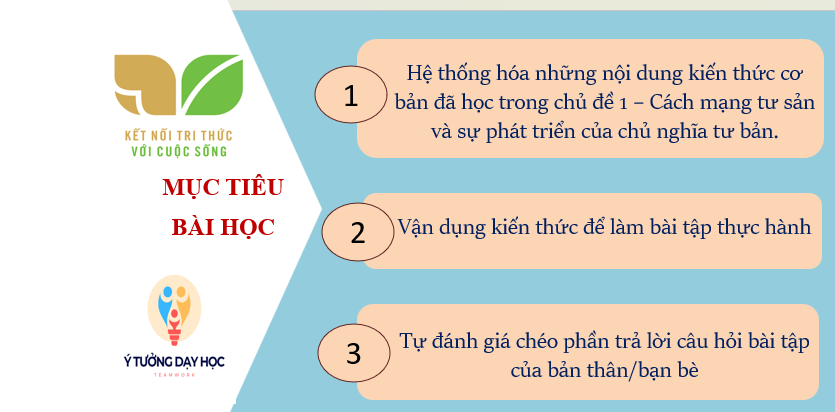 KẾT NỐI TRI THỨC
VỚI CUỘC SỐNG
MỤC TIÊU
BÀI HỌC
Ý TƯỞNG DẠY HỌC
TEAMWORK
1
Hệ thống hóa những nội dung kiến thức cơ
bản đã học trong chủ đề 1 – Cách mạng tư sản
và sự phát triển của chủ nghĩa tư bản.
2
Vận dụng kiến thức để làm bài tập thực hành
3
Tự đánh giá chéo phần trả lời câu hỏi bài tập
của bản thân/bạn bè